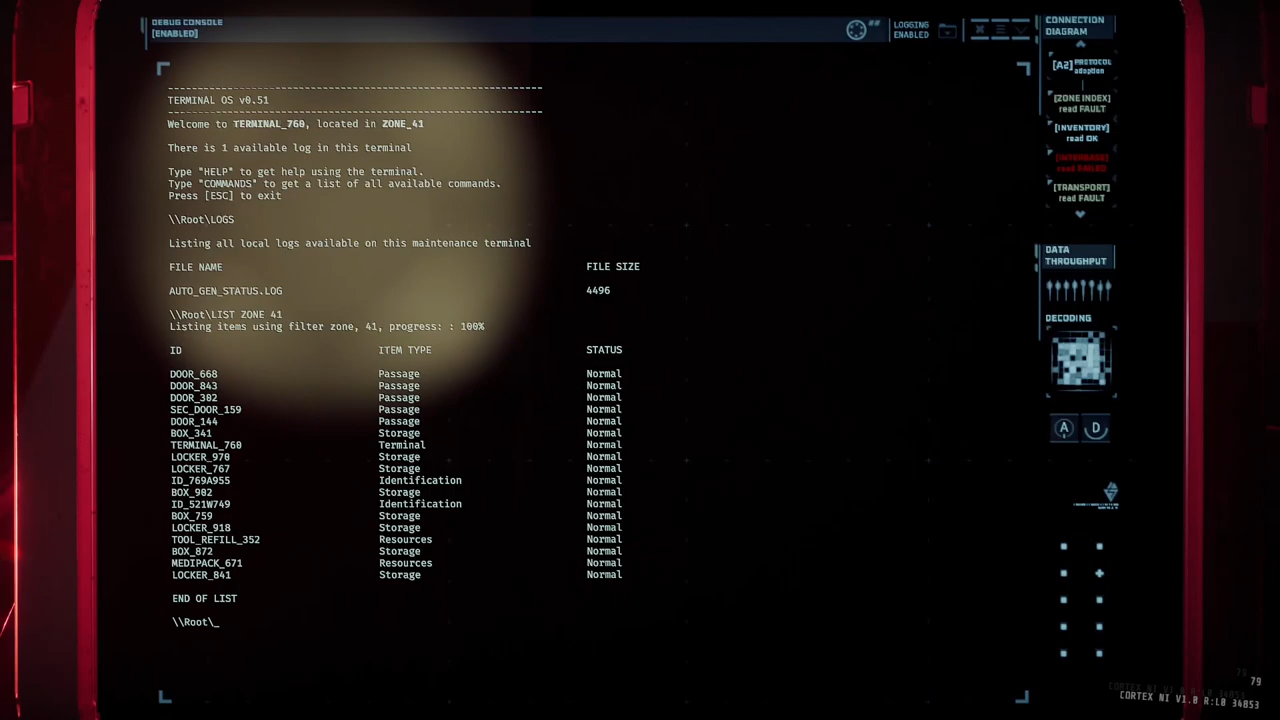 DEBUG CONSOLE
[ENABLED]
LOGGING
ENABLED
------------------------------------------------------------------
TERMINAL OS v0.51
------------------------------------------------------------------
Welcome to TERMINAL_760, located in ZONE_41
There is 1 available log in this terminal
Type "HELP" to get help using the terminal.
Type "COMMANDS" to get a list of all available commands.
Press [ESC] to exit
\\Root\LOGS
Listing all local logs available on this maintenance terminal
FILE NAME FILE SIZE
AUTO_GEN_STATUS.LOG 4496
\\Root\LIST ZONE 41
Listing items using filter zone, 41, progress: : 100%
ID ITEM TYPE STATUS
DOOR_668 Passage Normal
DOOR_843 Passage Normal
DOOR_302 Passage Normal
SEC_DOOR_159 Passage Normal
DOOR_144 Passage Normal
BOX_341 Storage Normal
TERMINAL_760 Terminal Normal
LOCKER_970 Storage Normal
LOCKER_767 Storage Normal
ID_769A955 Identification Normal
BOX_902 Storage Normal
ID_521W749 Identification Normal
BOX_759 Storage Normal
LOCKER_918 Storage Normal
TOOL_REFILL_352 Resources Normal
BOX_872 Storage Normal
MEDIPACK_671 Resources Normal
LOCKER_841 Storage Normal
END OF LIST
\\Root\_
CONNECTION
DIAGRAM
[A2] PROTOCOL
adoption
[ZONE INDEX]
read FAULT
[INVENTORY]
read OK
[INTERBASE]
read FAILED
[TRANSPORT]
read FAULT
DATA
THROUGHPUT
DECODING
A D
79
CORTEX NI V1.0 R:L0 34853